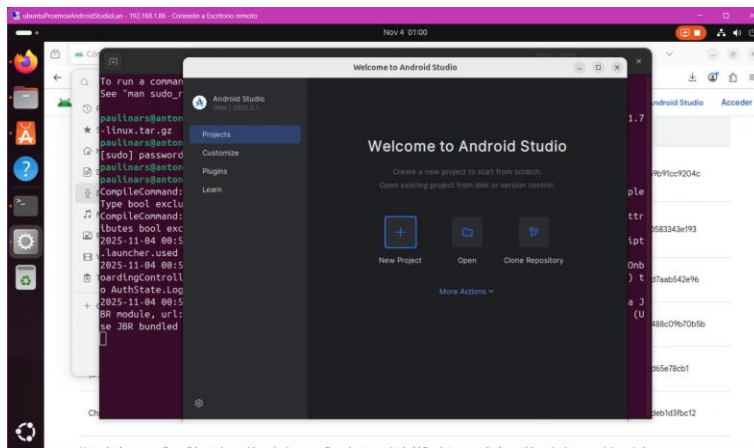 ubuntuProxmoxAndroidStudioLan - 192.168.1.86 - Conexión a Escritorio remoto
Nov 4 01:00
Welcome to Android Studio
To run a comman
See "man sudo_r
paulinars@anton
1.7
-linux.tar.gz
paulinars@anton
[sudo] password
paulinars@anton
CompileCommand:
ple
Type bool exclu
CompileCommand:
ttr
ibutes bool exc
2025-11-04 00:5
ipt
.launcher.used
2025-11-04 00:5
Onb
oardingControll
) t
o AuthState.Log
2025-11-04 00:5
a J
BR module, url:
(U
se JBR bundled
Android Studio
2025.2.1
Projects
Customize
Plugins
Learn
Welcome to Android Studio
Create a new project to start from scratch.
Open existing project from disk or version control.
New Project
Open
Clone Repository
More Actions
Android Studio
Acceder
9b91cc9204c
0583343e193
d7aab542e96
488c09b70b5b
d65e78cb1
deb1d3fbc12
Ch